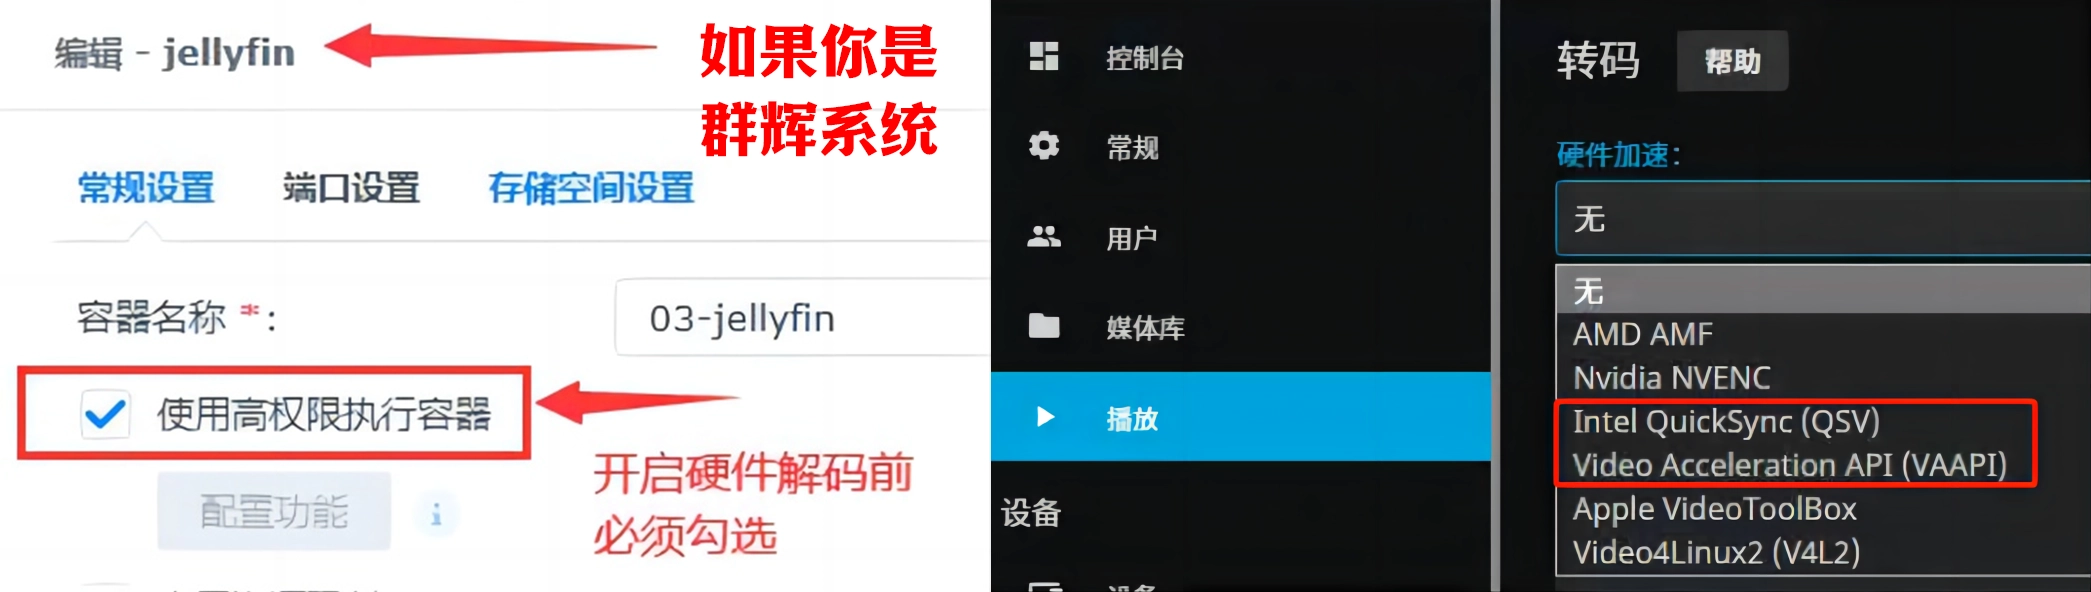 编辑 - jellyfin
如果你是
群辉系统
常规设置 端口设置 存储空间设置
容器名称 *:
03-jellyfin
使用高权限执行容器
开启硬件解码前
必须勾选
配置功能
i
控制台
常规
用户
媒体库
播放
设备
转码 帮助
硬件加速:
无
无
AMD AMF
Nvidia NVENC
Intel QuickSync (QSV)
Video Acceleration API (VAAPI)
Apple VideoToolBox
Video4Linux2 (V4L2)